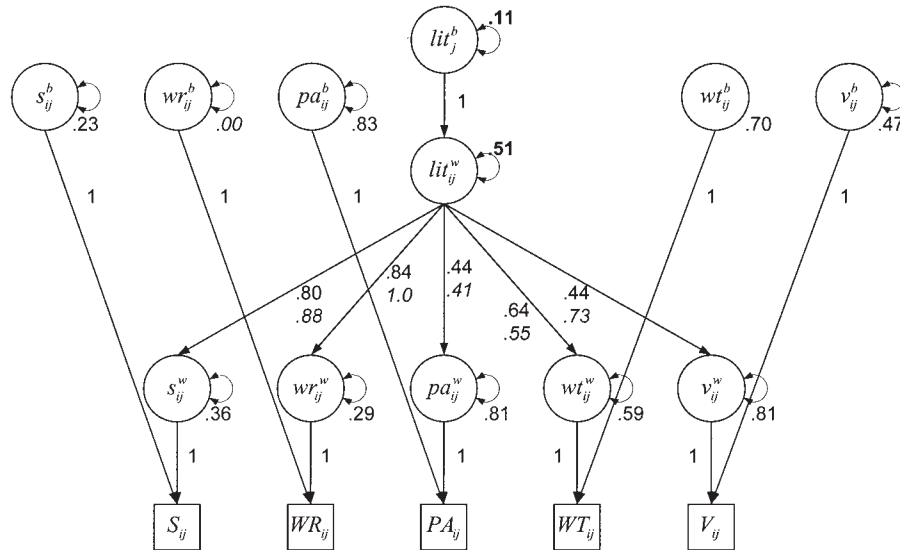 lit_j^b .11
s_ij^b .23
wr_ij^b .00
pa_ij^b .83
wt_ij^b .70
v_ij^b .47
1
lit_ij^w .51
1 1 1 1 1
.80 .84 .44 .64 .44
.88 1.0 .41 .55 .73
s_ij^w .36
wr_ij^w .29
pa_ij^w .81
wt_ij^w .59
v_ij^w .81
1 1 1 1 1
S_ij WR_ij PA_ij WT_ij V_ij